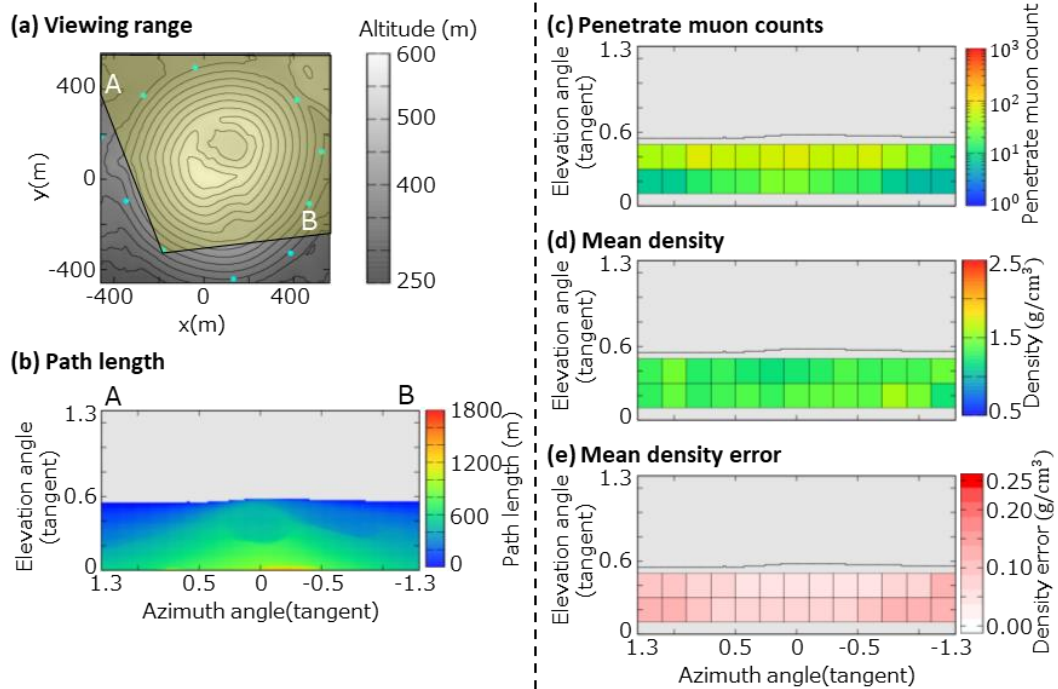 (a) Viewing range
Altitude (m)
600
500
400
250
A
B
400
0
-400
y(m)
-400
0
400
x(m)
(b) Path length
A
B
1.3
0.6
0
Elevation angle
(tangent)
1800
1200
600
0
Path length (m)
1.3
0.5
0
-0.5
-1.3
Azimuth angle(tangent)
(c) Penetrate muon counts
1.3
0.6
0
Elevation angle
(tangent)
10³
10²
10¹
10⁰
Penetrate muon count
(d) Mean density
1.3
0.6
0
Elevation angle
(tangent)
2.5
1.5
0.5
Density (g/cm³)
(e) Mean density error
1.3
0.6
0
Elevation angle
(tangent)
0.25
0.20
0.10
0.00
Density error (g/cm³)
1.3
0.5
0
-0.5
-1.3
Azimuth angle(tangent)